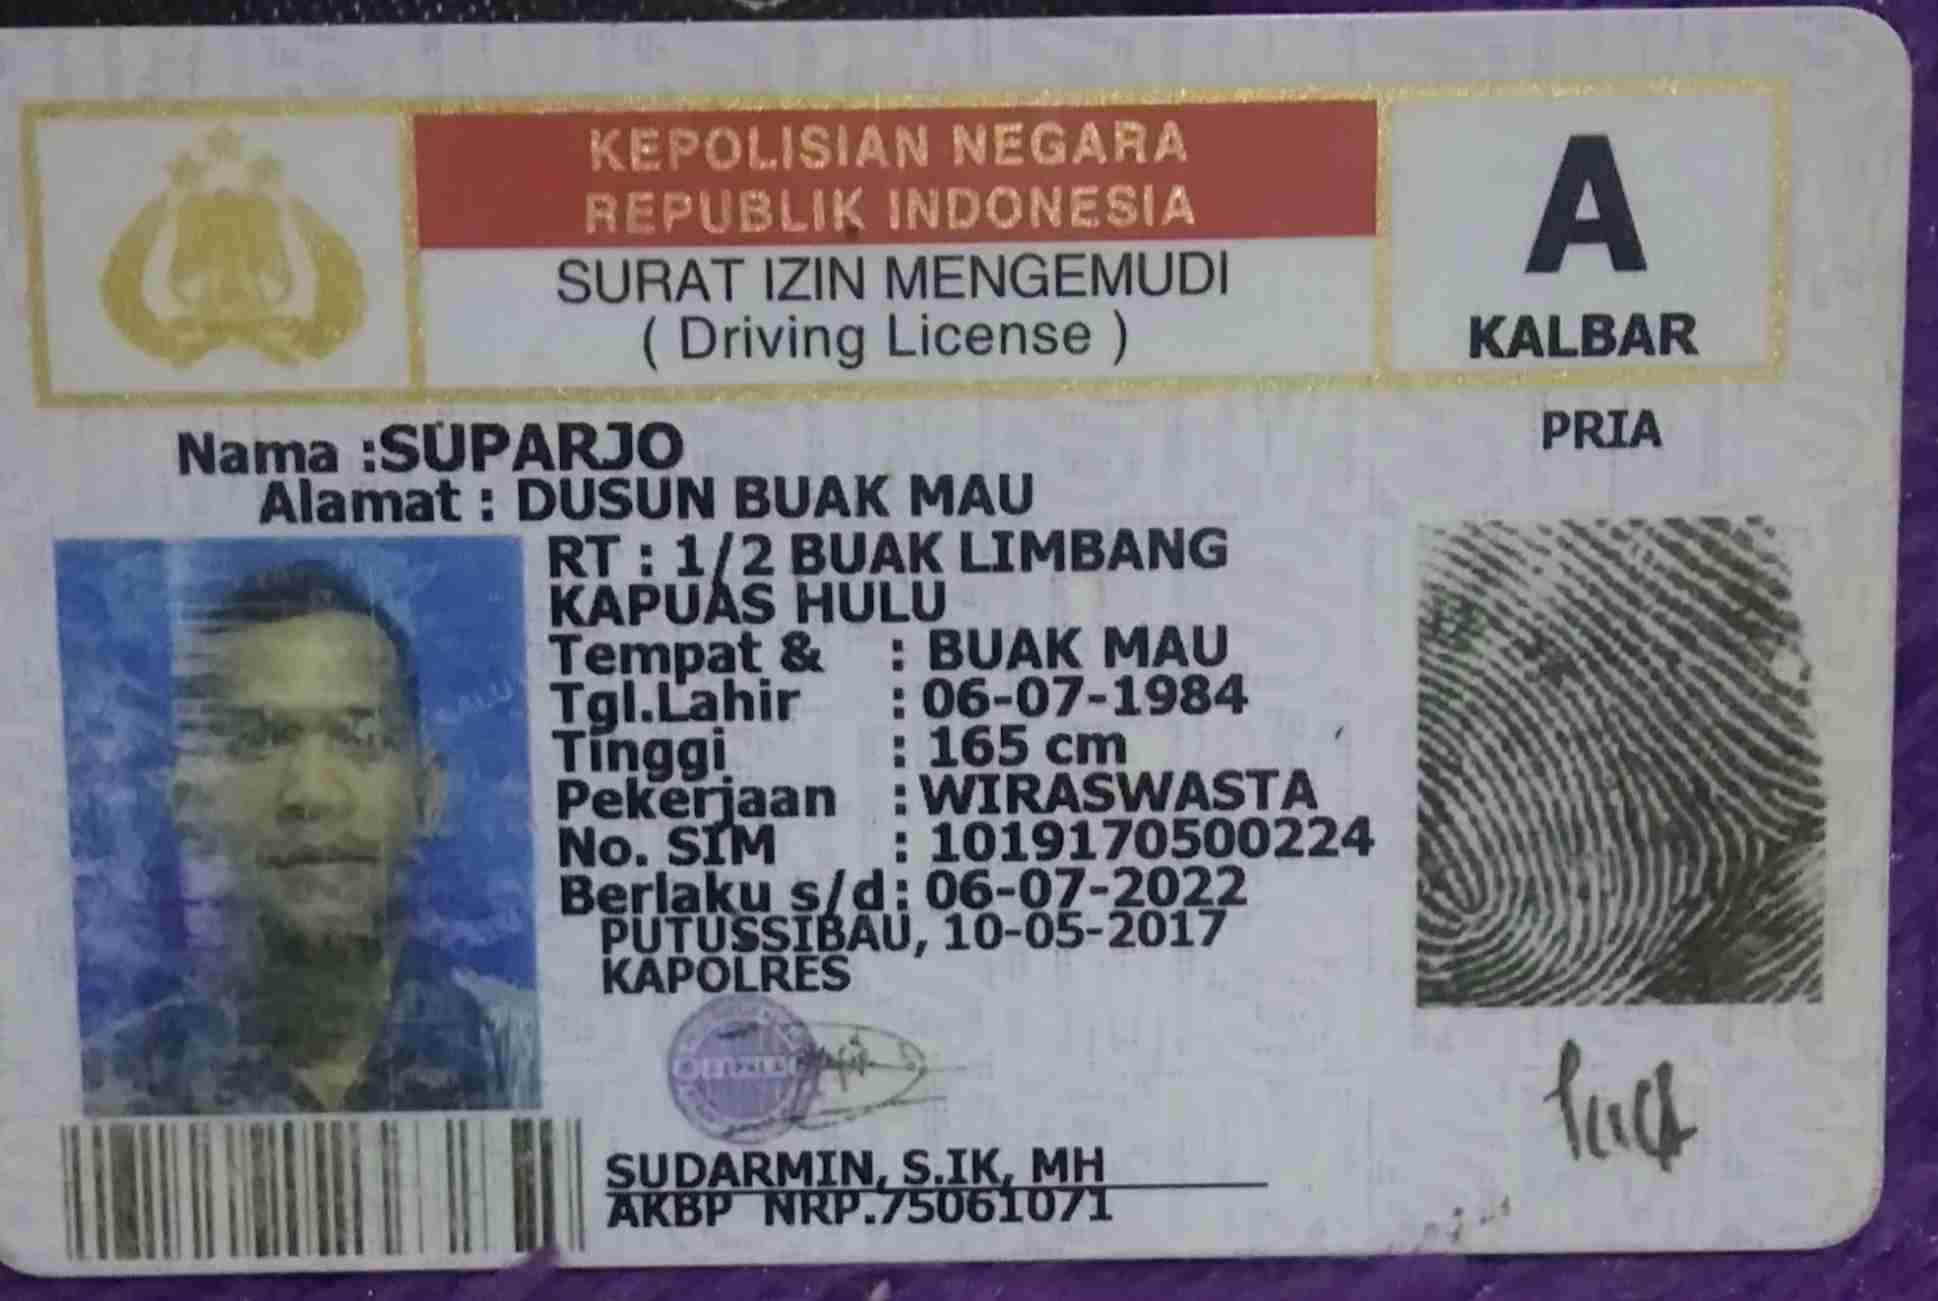 KEPOLISIAN NEGARA
REPUBLIK INDONESIA
SURAT IZIN MENGEMUDI
( Driving License )
A
KALBAR
PRIA
Nama :SUPARJO
Alamat : DUSUN BUAK MAU
RT : 1/2 BUAK LIMBANG
KAPUAS HULU
Tempat & : BUAK MAU
Tgl.Lahir : 06-07-1984
Tinggi : 165 cm
Pekerjaan : WIRASWASTA
No. SIM : 1019170500224
Berlaku s/d : 06-07-2022
PUTUSSIBAU, 10-05-2017
KAPOLRES
SUDARMIN, S.IK, MH
AKBP NRP.75061071